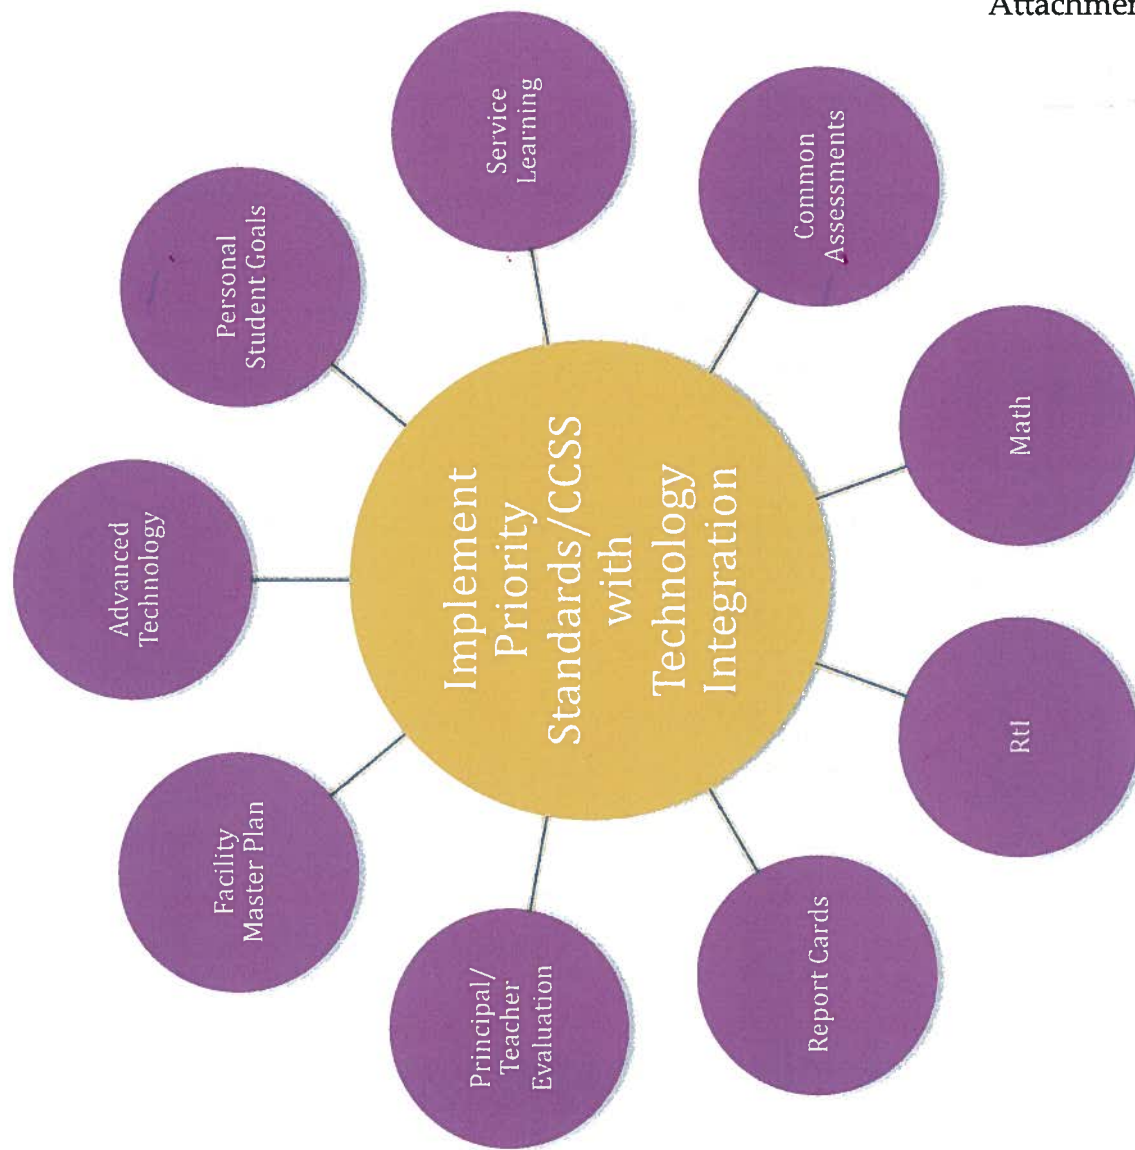 Attachmen
Implement
Priority
Standards/CCSS
with
Technology
Integration
Advanced
Technology
Personal
Student Goals
Service
Learning
Common
Assessments
Math
RtI
Report Cards
Principal/
Teacher
Evaluation
Facility
Master Plan